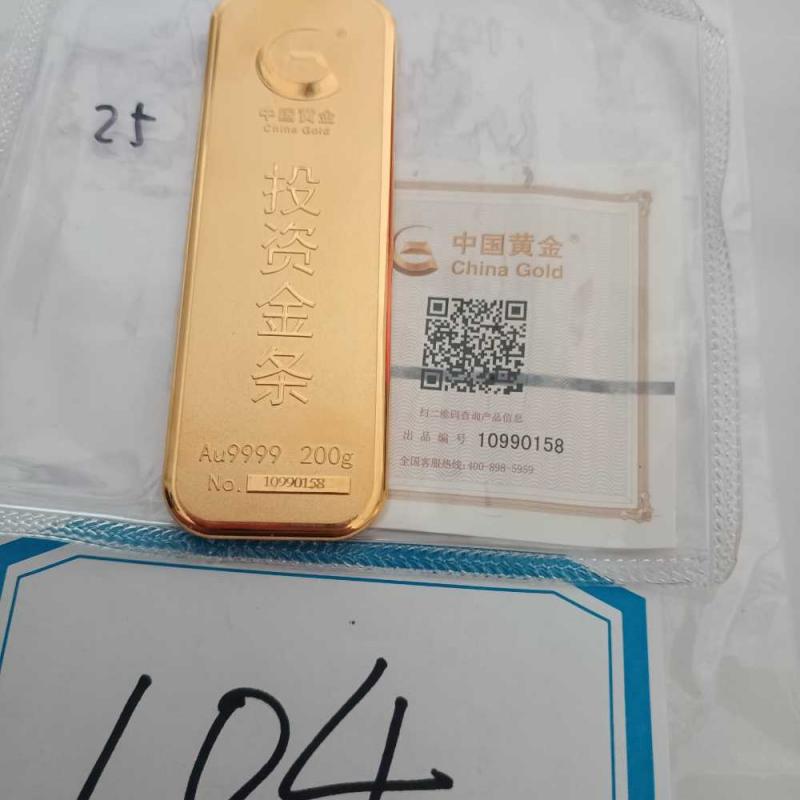 25
中国黄金
China Gold
投资金条
Au9999 200g
No. 10990158
中国黄金
China Gold
扫二维码查询产品信息
出品编号 10990158
全国客服热线:400-898-5959
104